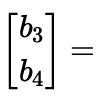 [b₃
b₄] =